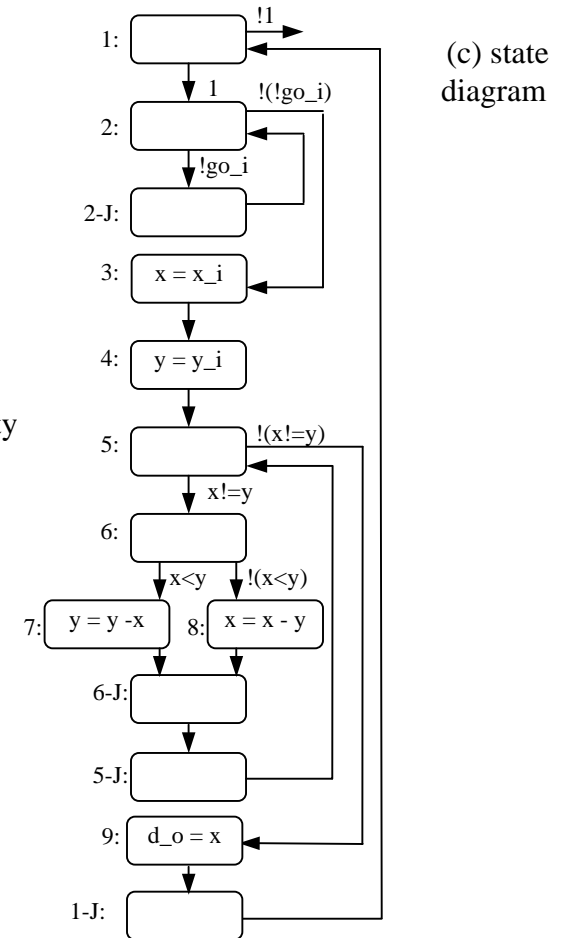 1:
!1
(c) state
diagram
1
!(!go_i)
2:
!go_i
2-J:
3:
x = x_i
4:
y = y_i
5:
!(x!=y)
x!=y
6:
x<y
!(x<y)
7:
y = y -x
8:
x = x - y
6-J:
5-J:
9:
d_o = x
1-J: